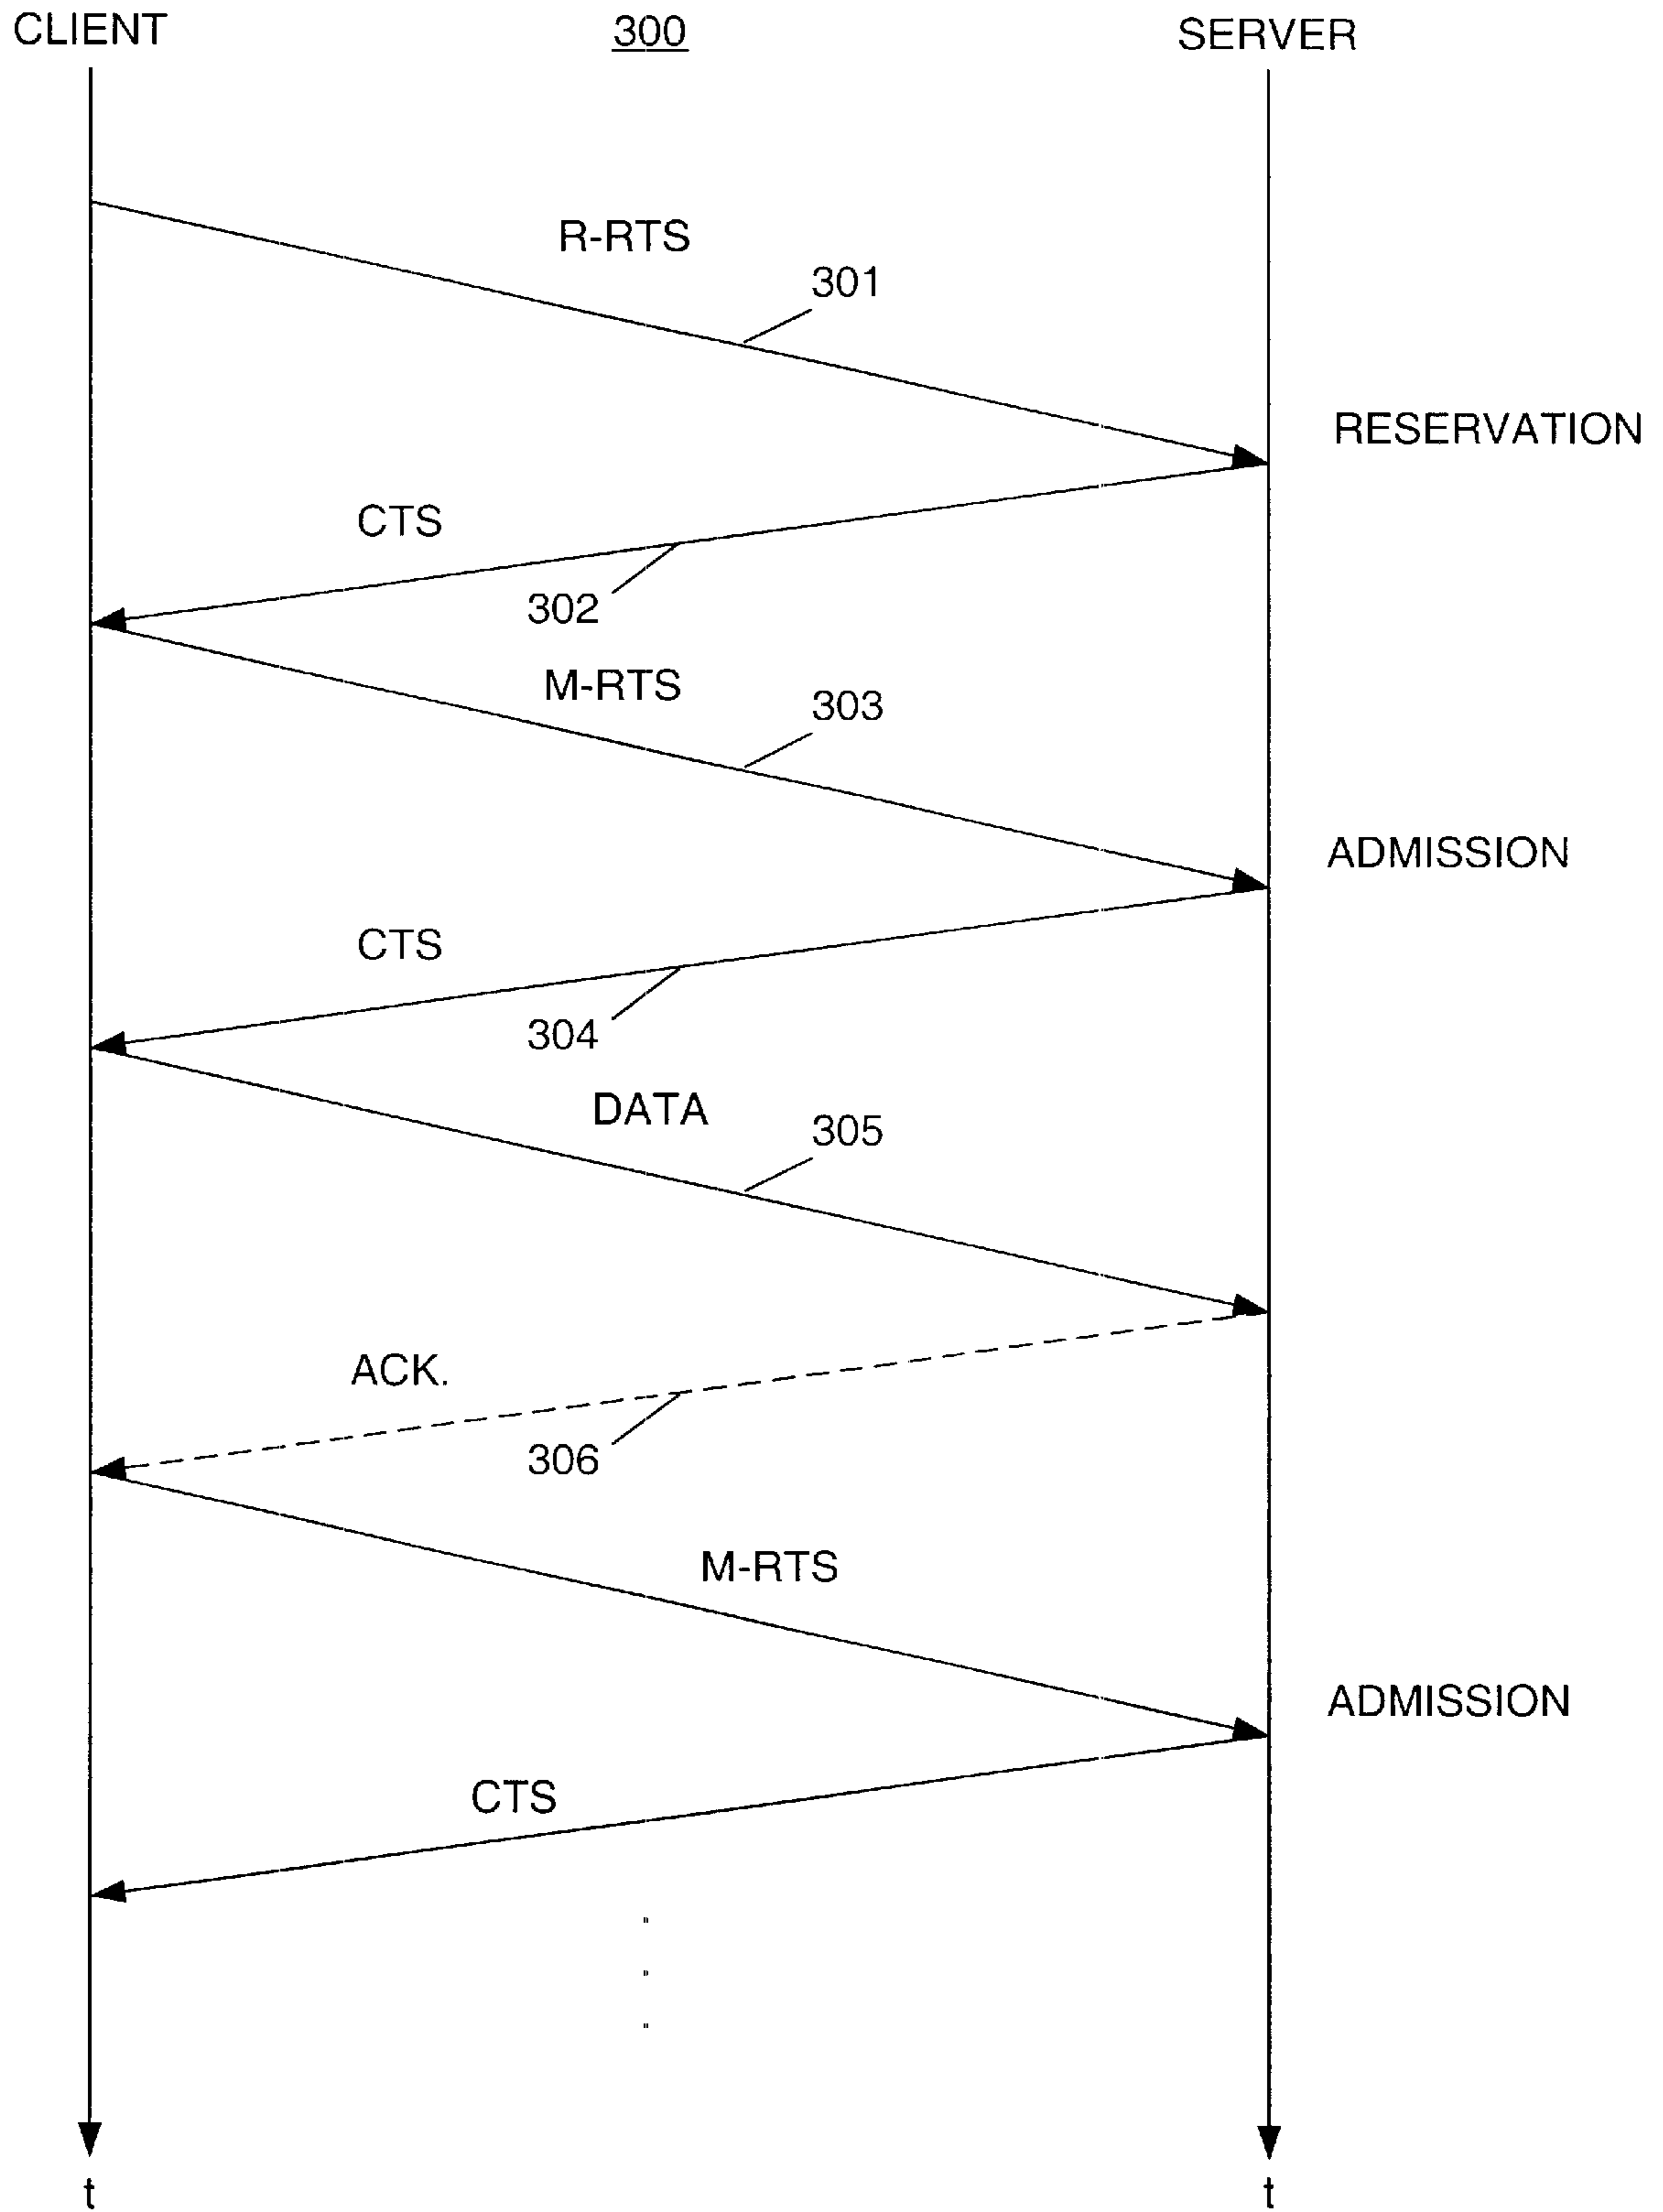 CLIENT
300
SERVER
R-RTS
301
RESERVATION
CTS
302
M-RTS
303
ADMISSION
CTS
304
DATA
305
ACK.
306
M-RTS
ADMISSION
CTS
t
t